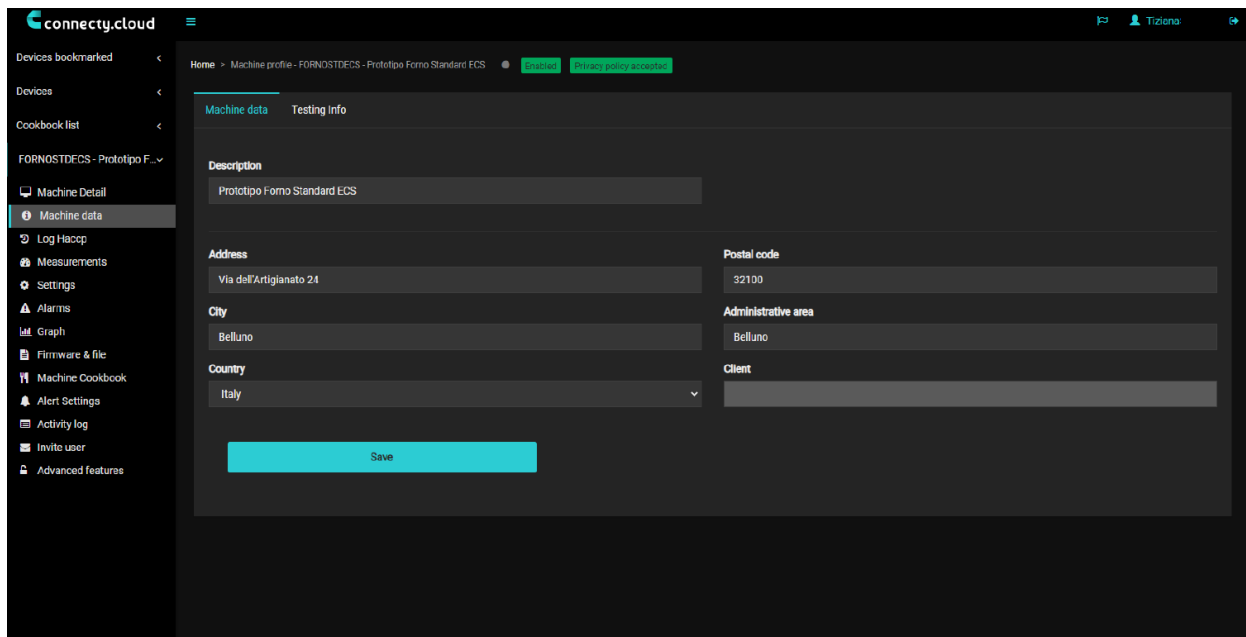 connecty.cloud
Tiziana
Devices bookmarked
Home > Machine profile - FORNOSTDECS - Prototipo Forno Standard ECS Enabled Privacy policy accepted
Devices
Machine data Testing Info
Cookbook list
FORNOSTDECS - Prototipo F...
Description
Prototipo Forno Standard ECS
Machine Detail
Machine data
Log Haccp
Measurements
Settings
Alarms
Graph
Firmware & file
Machine Cookbook
Alert Settings
Activity log
Invite user
Advanced features
Address Postal code
Via dell'Artigianato 24 32100
City Administrative area
Belluno Belluno
Country Client
Italy
Save